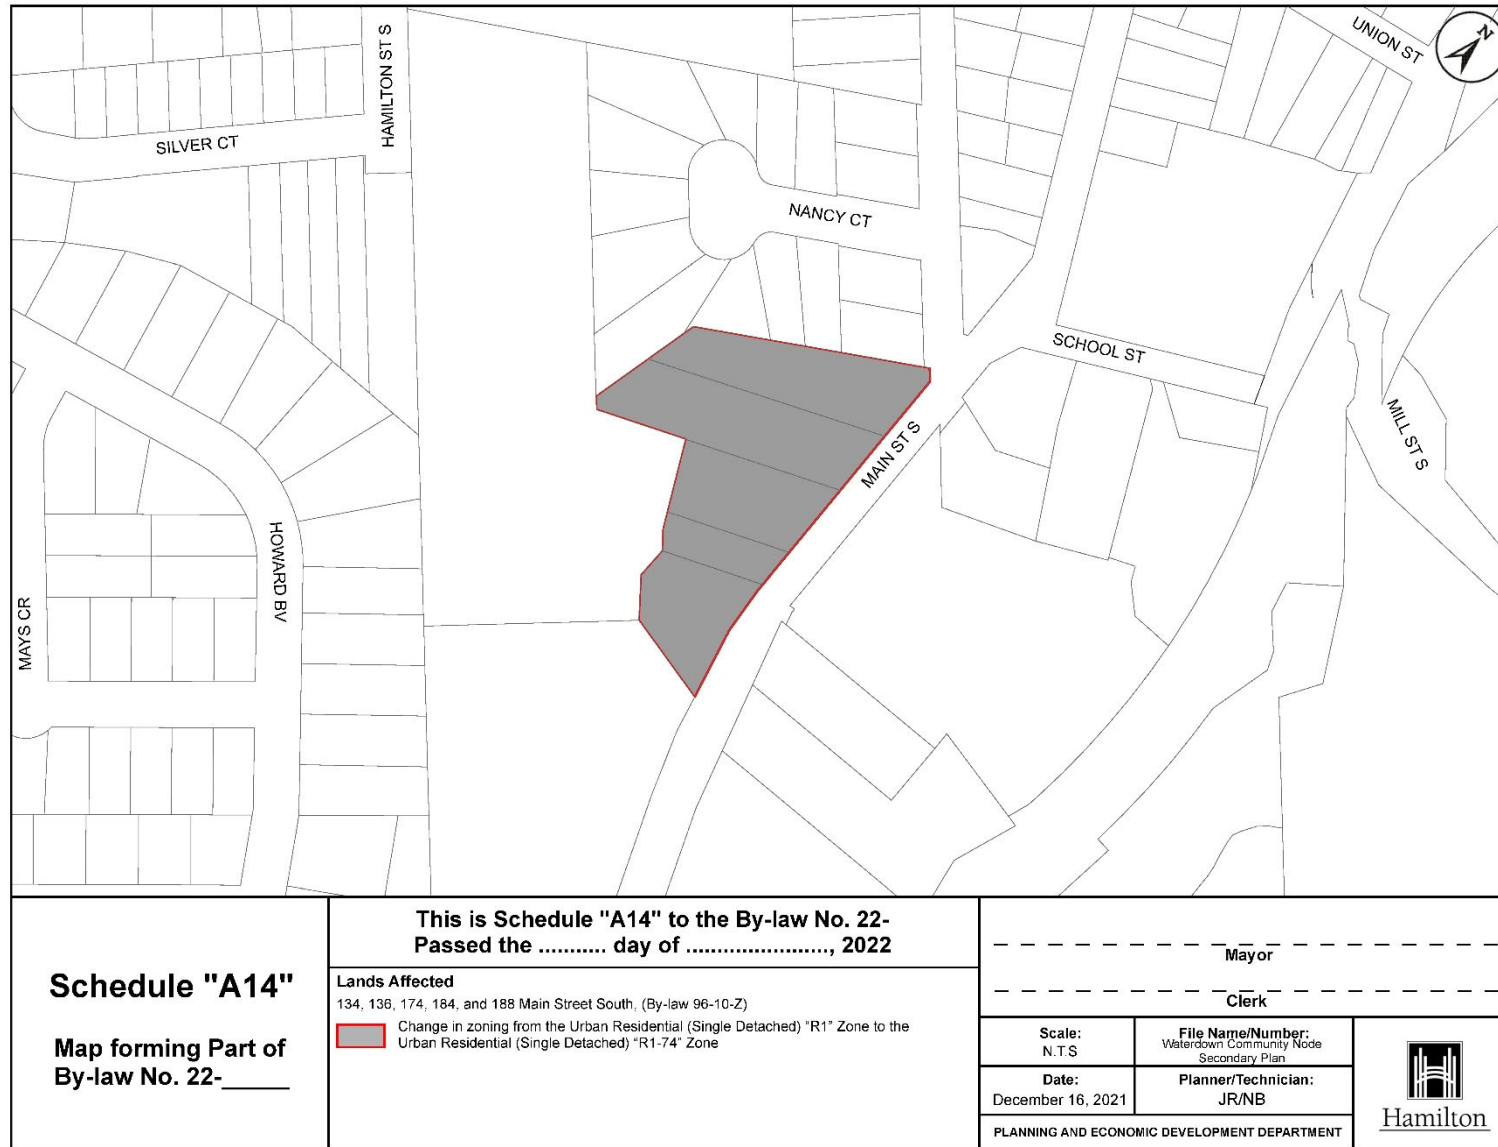 UNION ST
N
HAMILTON ST S
SILVER CT
NANCY CT
SCHOOL ST
MAIN ST S
MILL ST S
HOWARD BV
MAYS CR
Schedule "A14"
Map forming Part of
By-law No. 22-_____
This is Schedule "A14" to the By-law No. 22-
Passed the ........... day of ......................., 2022
Lands Affected
134, 136, 174, 184, and 188 Main Street South, (By-law 96-10-Z)
Change in zoning from the Urban Residential (Single Detached) "R1" Zone to the
Urban Residential (Single Detached) "R1-74" Zone
Mayor
Clerk
Scale:
N.T.S
File Name/Number:
Waterdown Community Node
Secondary Plan
Date:
December 16, 2021
Planner/Technician:
JR/NB
PLANNING AND ECONOMIC DEVELOPMENT DEPARTMENT
Hamilton